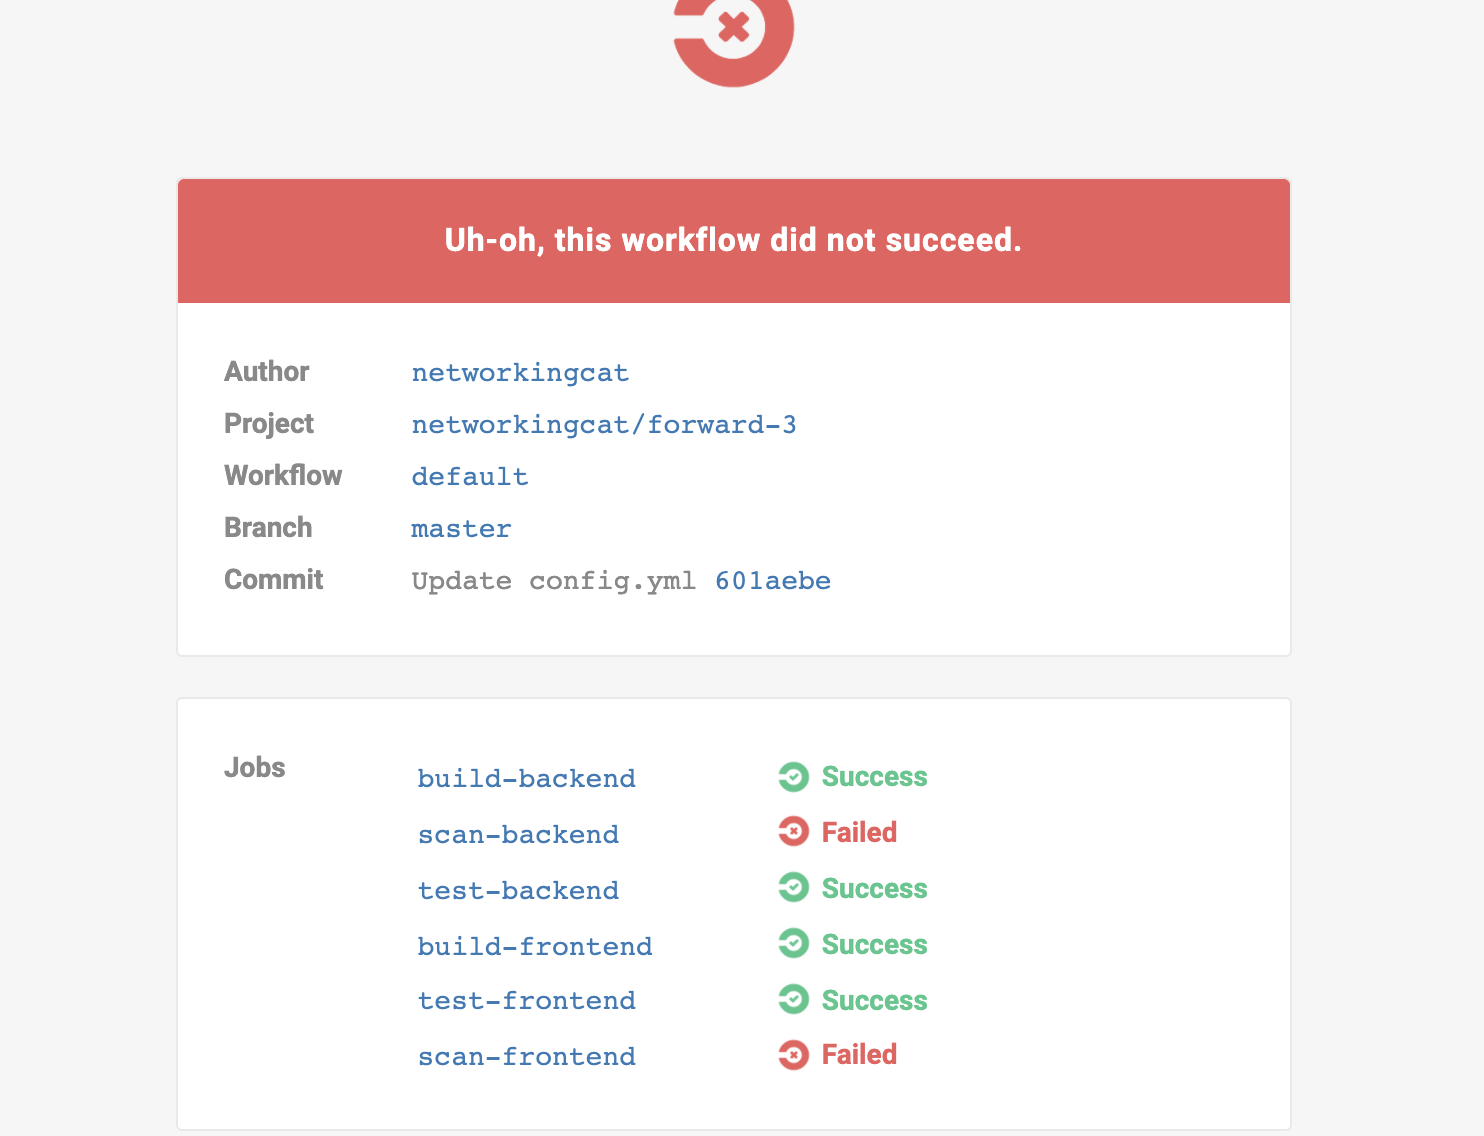 Uh-oh, this workflow did not succeed.
Author networkingcat
Project networkingcat/forward-3
Workflow default
Branch master
Commit Update config.yml 601aebe
Jobs build-backend Success
scan-backend Failed
test-backend Success
build-frontend Success
test-frontend Success
scan-frontend Failed